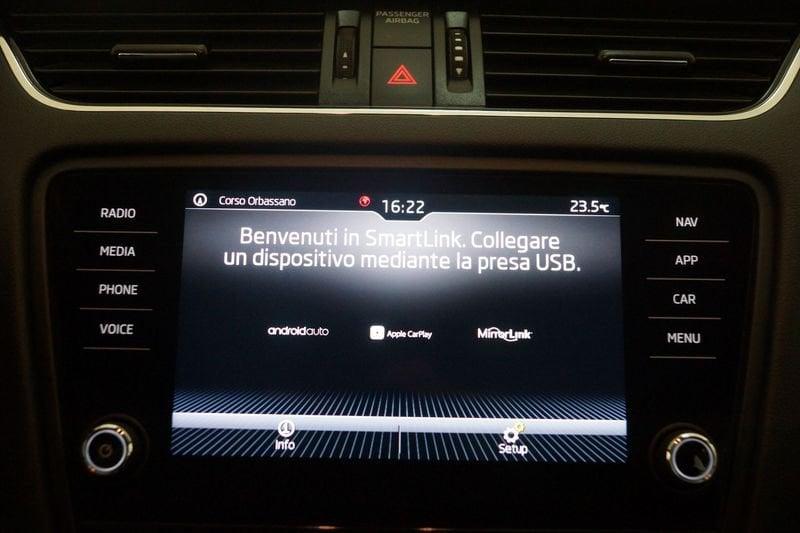 PASSENGER
AIRBAG
Corso Orbassano
16:22
23.5°C
Benvenuti in SmartLink. Collegare
un dispositivo mediante la presa USB.
androidauto
Apple CarPlay
MirrorLink
Info
Setup
RADIO
MEDIA
PHONE
VOICE
NAV
APP
CAR
MENU